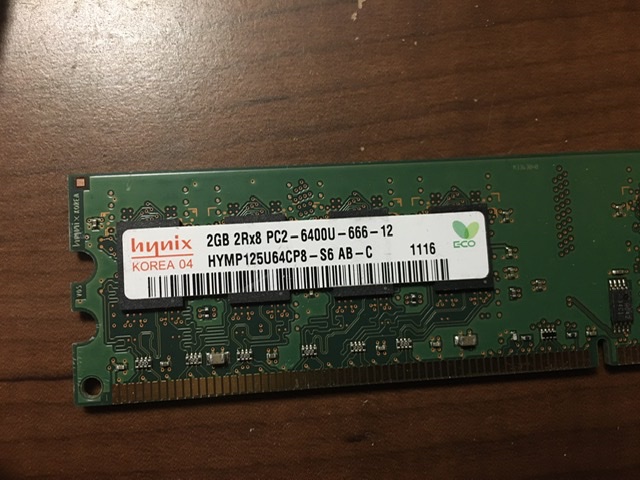 hynix
KOREA 04
2GB 2Rx8 PC2-6400U-666-12
HYMP125U64CP8-S6 AB-C 1116
ECO